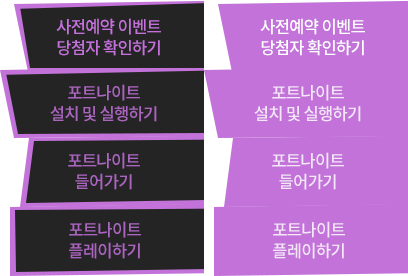 사전예약 이벤트
당첨자 확인하기
사전예약 이벤트
당첨자 확인하기
포트나이트
설치 및 실행하기
포트나이트
설치 및 실행하기
포트나이트
들어가기
포트나이트
들어가기
포트나이트
플레이하기
포트나이트
플레이하기